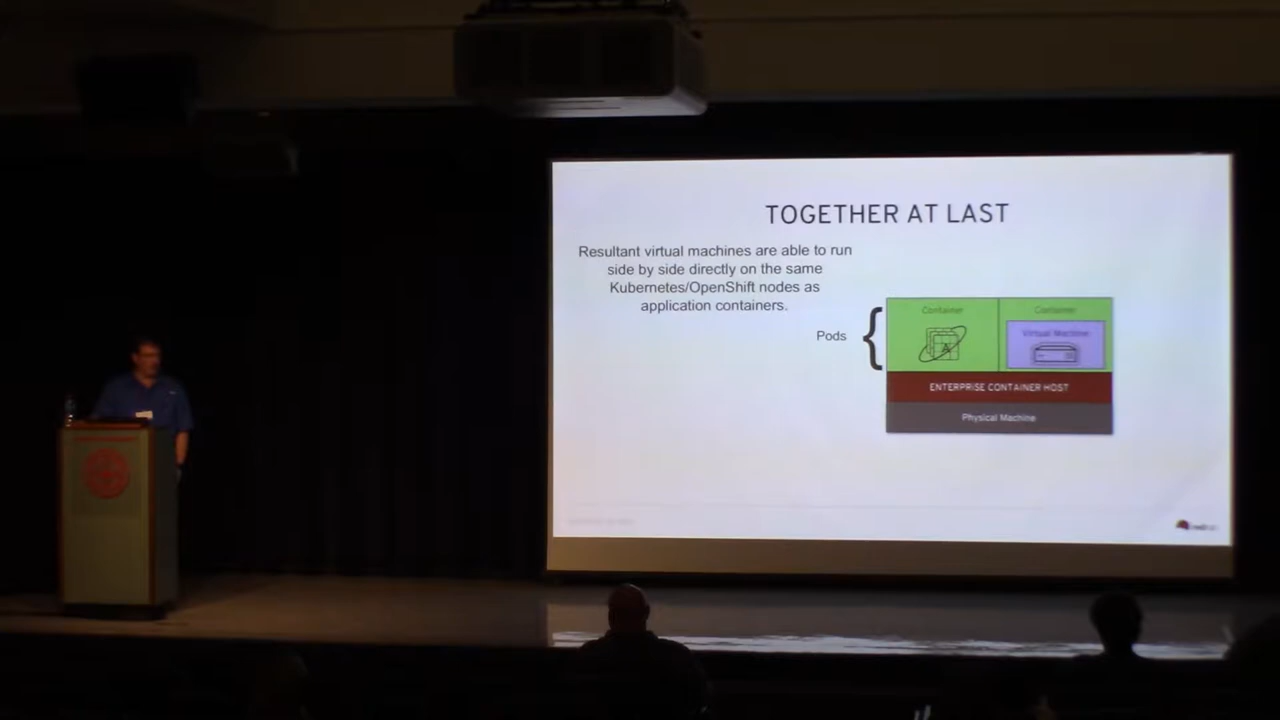 TOGETHER AT LAST
Resultant virtual machines are able to run
side by side directly on the same
Kubernetes/OpenShift nodes as
application containers.
Pods
Container
Container
Virtual Machine
ENTERPRISE CONTAINER HOST
Physical Machine